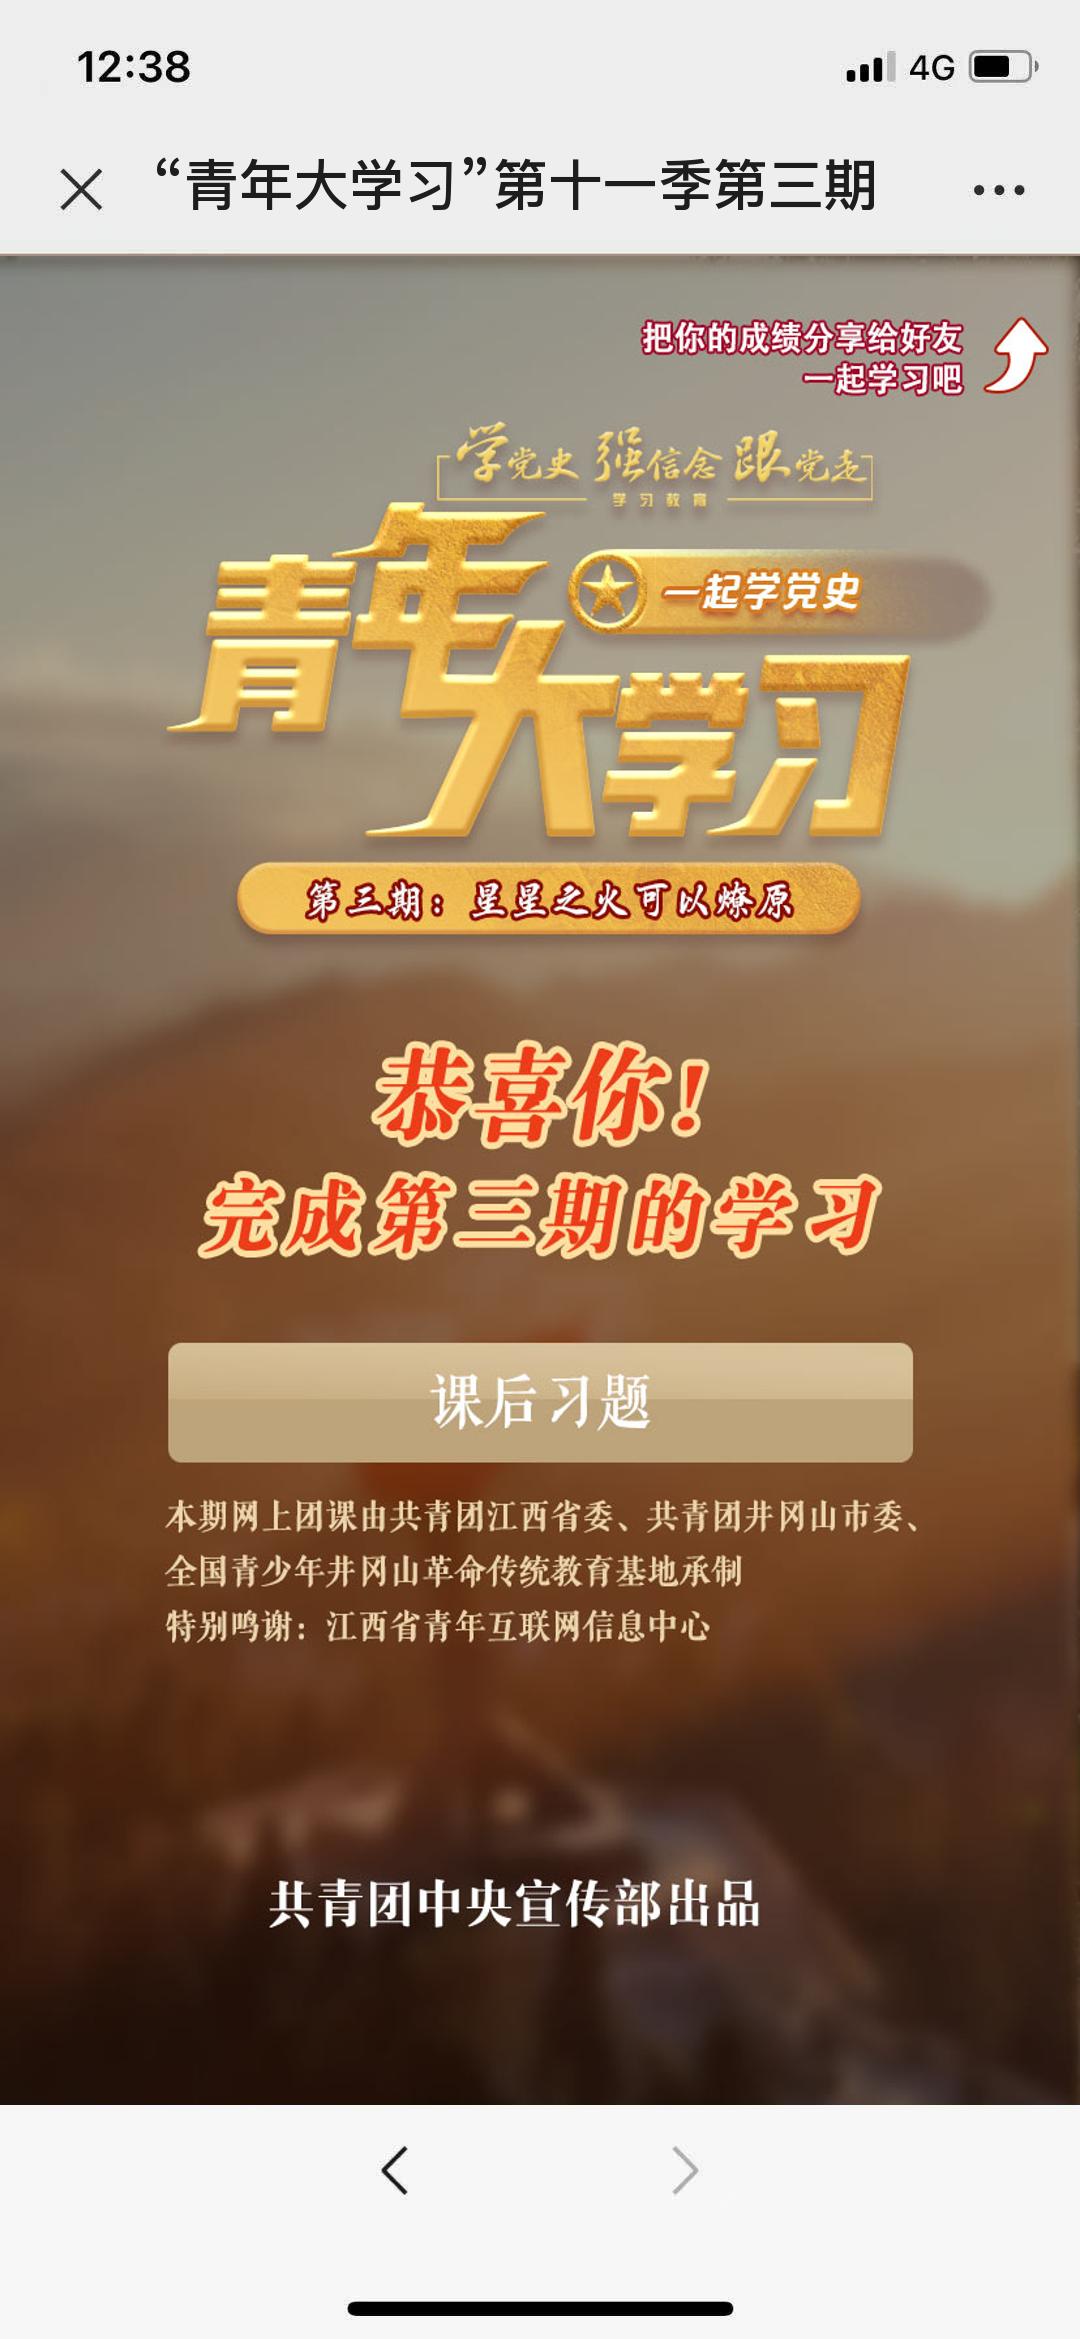 12:38
4G
“青年大学习”第十一季第三期
把你的成绩分享给好友
一起学习吧
学党史 强信念 跟党走
学习教育
青年大学习
一起学党史
第三期：星星之火可以燎原
恭喜你！
完成第三期的学习
课后习题
本期网上团课由共青团江西省委、共青团井冈山市委、
全国青少年井冈山革命传统教育基地承制
特别鸣谢：江西省青年互联网信息中心
共青团中央宣传部出品